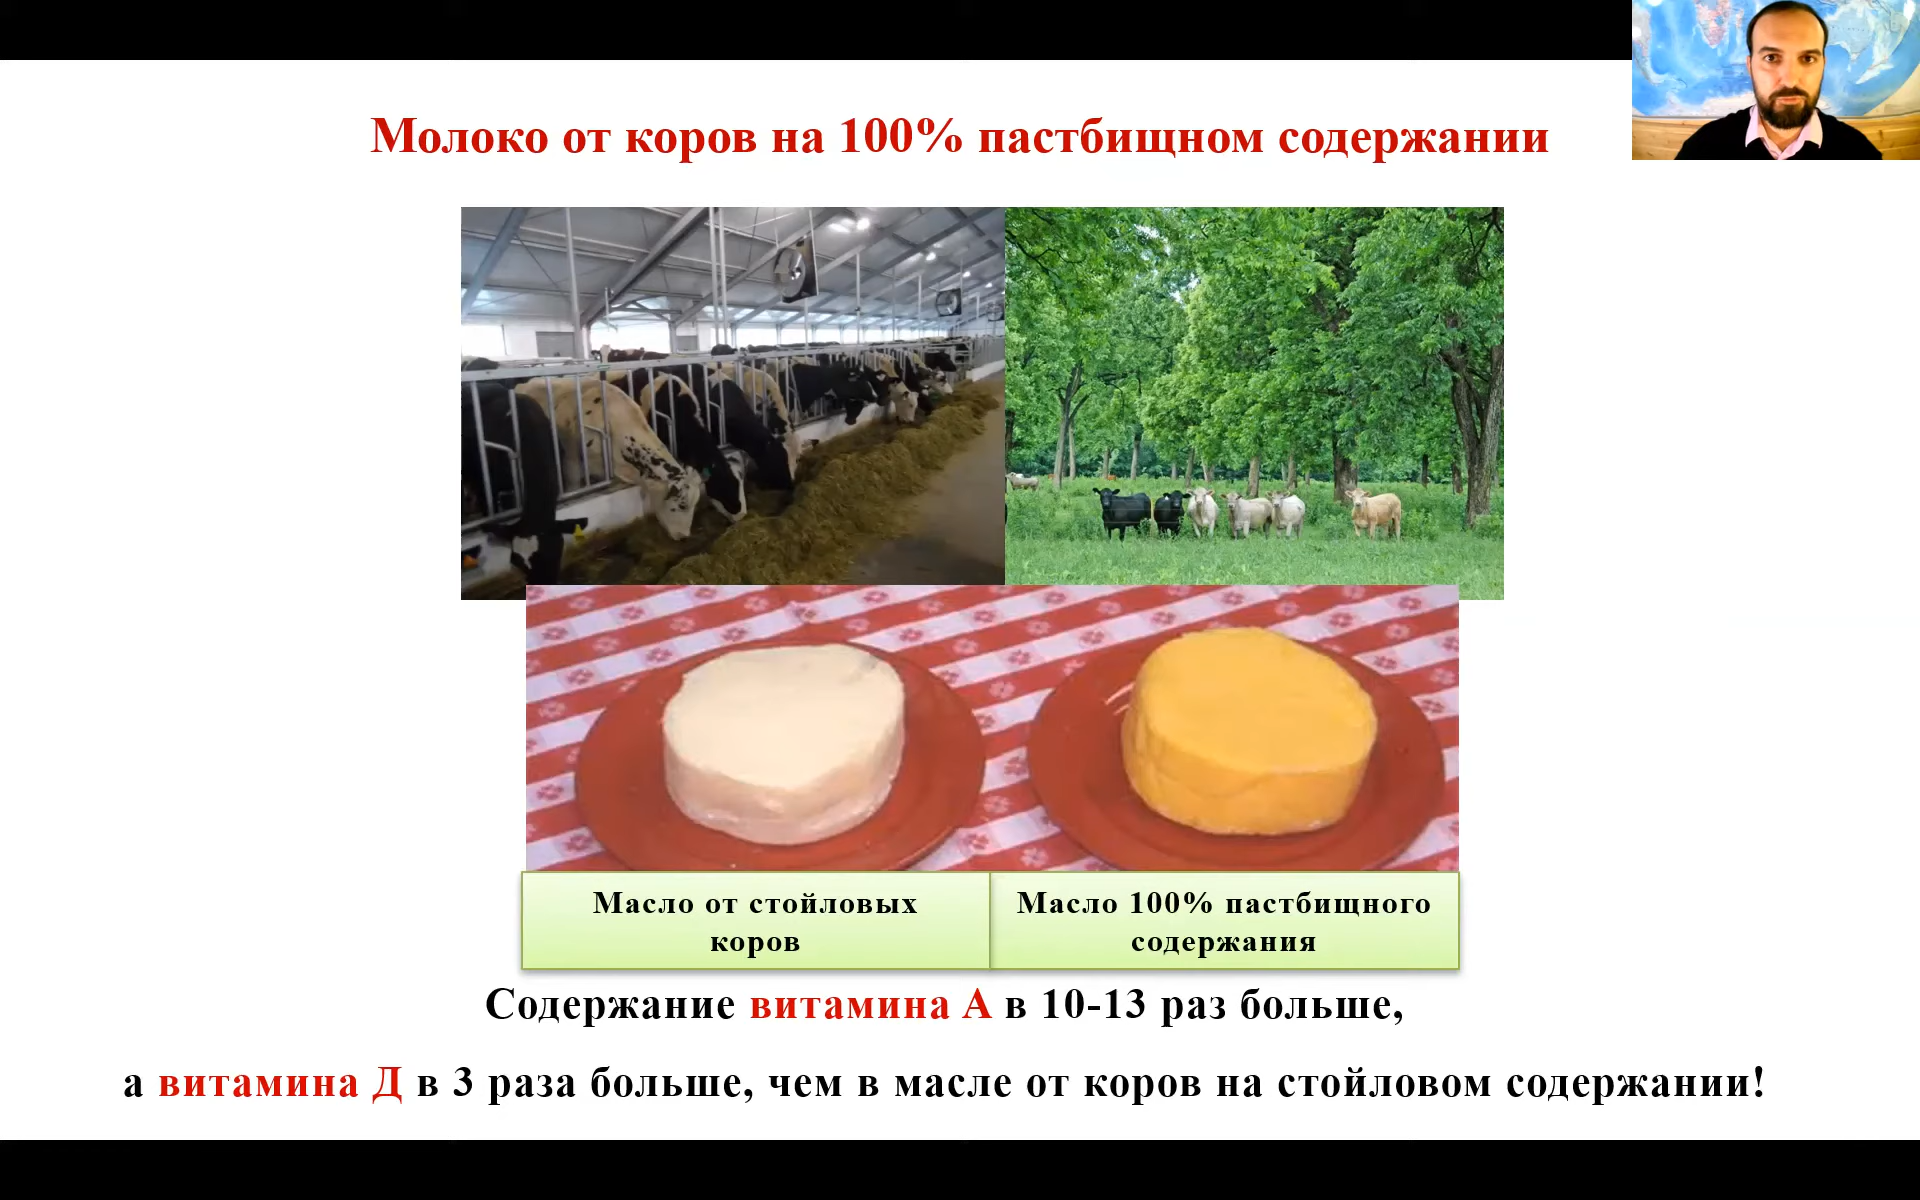 Молоко от коров на 100% пастбищном содержании
Масло от стойловых
коров
Масло 100% пастбищного
содержания
Содержание витамина А в 10-13 раз больше,
а витамина Д в 3 раза больше, чем в масле от коров на стойловом содержании!